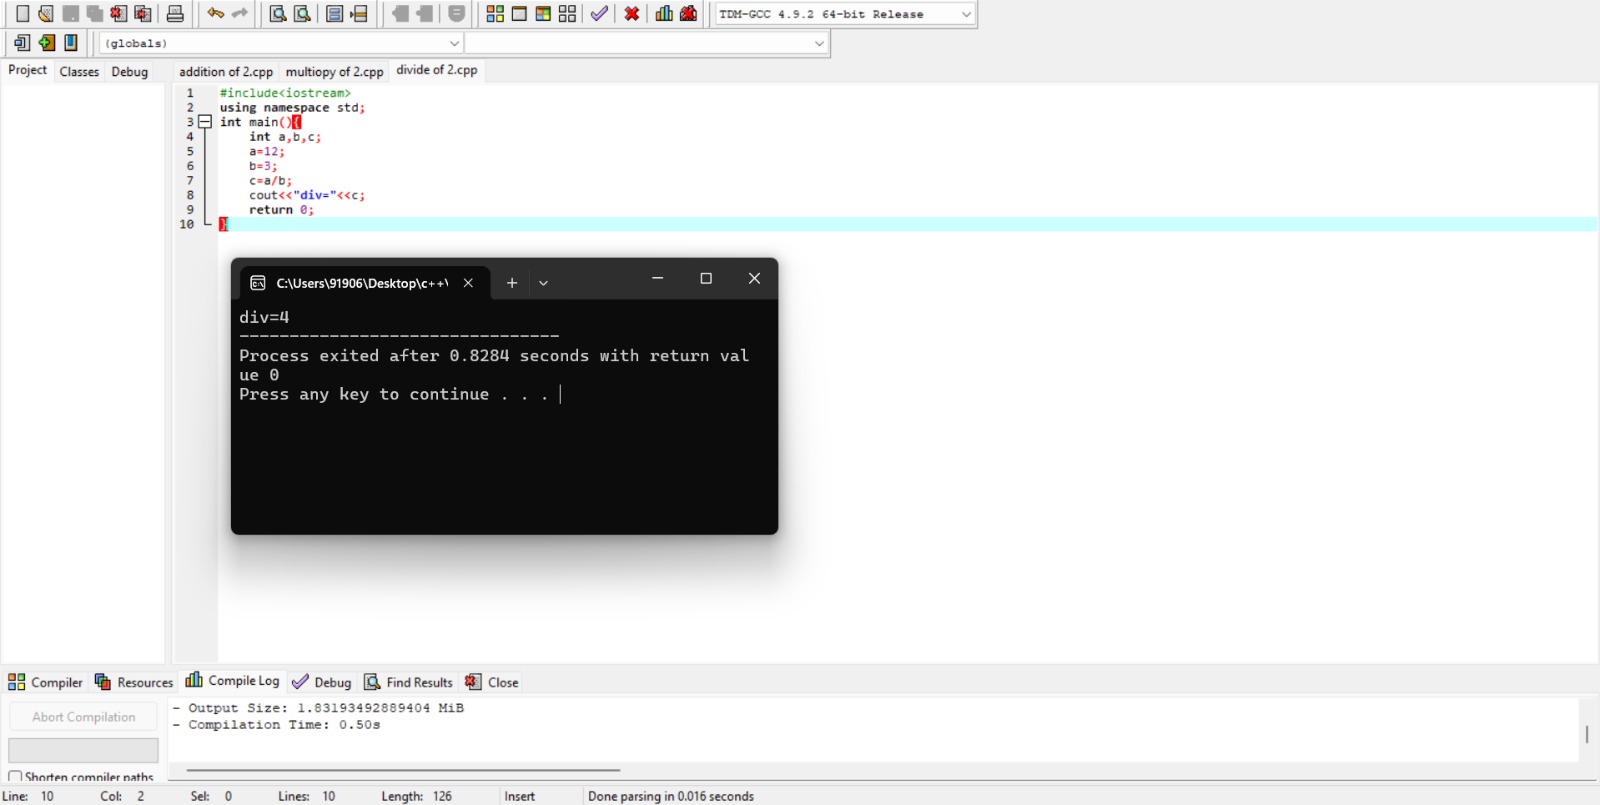 TDM-GCC 4.9.2 64-bit Release
(globals)
Project Classes Debug
addition of 2.cpp multiopy of 2.cpp divide of 2.cpp
1 #include<iostream>
2 using namespace std;
3 int main(){
4 int a,b,c;
5 a=12;
6 b=3;
7 c=a/b;
8 cout<<"div="<<c;
9 return 0;
10 }
C:\Users\91906\Desktop\c++\
div=4
--------------------------------
Process exited after 0.8284 seconds with return val
ue 0
Press any key to continue . . .
Compiler Resources Compile Log Debug Find Results Close
Abort Compilation
Shorten compiler paths
- Output Size: 1.83193492889404 MiB
- Compilation Time: 0.50s
Line: 10 Col: 2 Sel: 0 Lines: 10 Length: 126 Insert Done parsing in 0.016 seconds